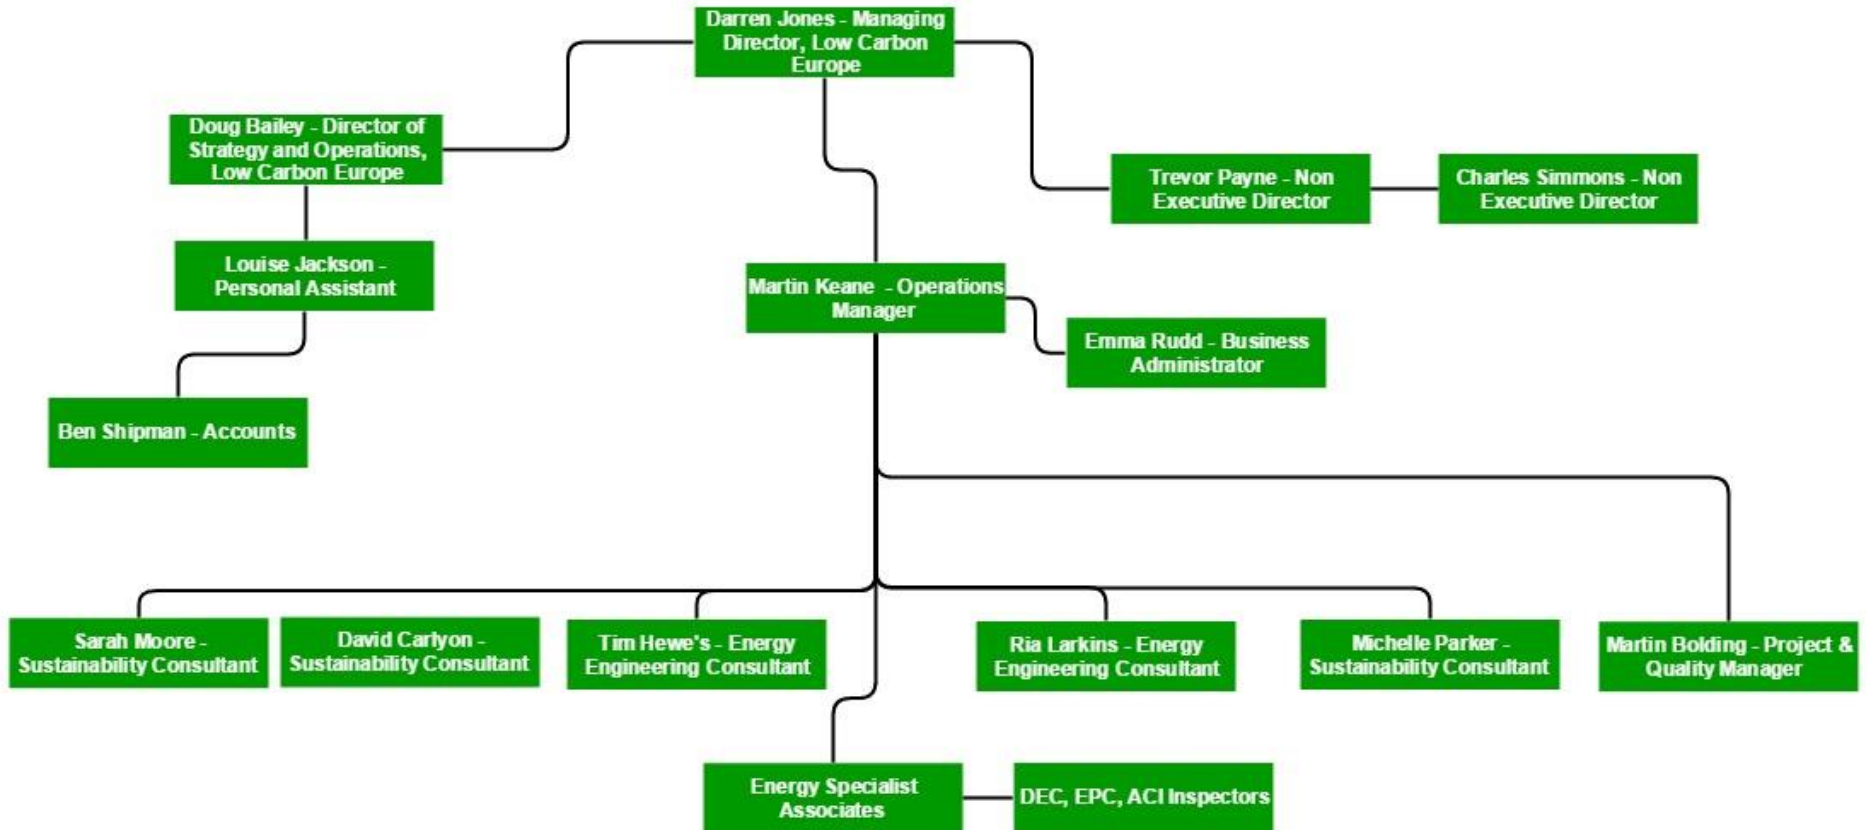 Darren Jones - Managing
Director, Low Carbon
Europe
Doug Bailey - Director of
Strategy and Operations,
Low Carbon Europe
Trevor Payne - Non
Executive Director
Charles Simmons - Non
Executive Director
Louise Jackson -
Personal Assistant
Martin Keane - Operations
Manager
Emma Rudd - Business
Administrator
Ben Shipman - Accounts
Sarah Moore -
Sustainability Consultant
David Carlyon -
Sustainability Consultant
Tim Hewe's - Energy
Engineering Consultant
Ria Larkins - Energy
Engineering Consultant
Michelle Parker -
Sustainability Consultant
Martin Bolding - Project &
Quality Manager
Energy Specialist
Associates
DEC, EPC, ACI Inspectors